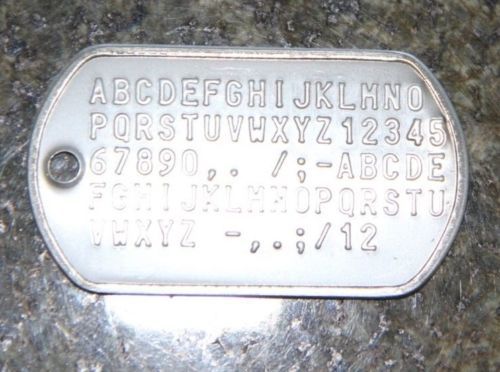 ABCDEFGHIJKLMNO
PQRSTUVWXYZ12345
67890,. /;-ABCDE
FGHIJKLMNOPQRSTU
VWXYZ -,.;/12